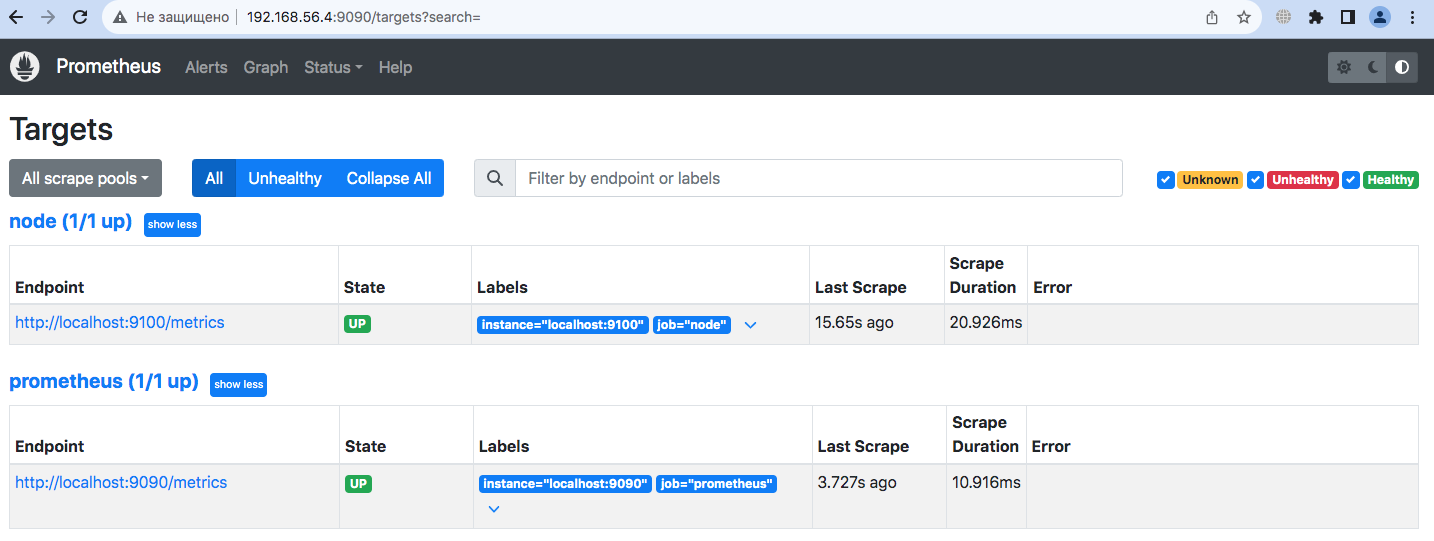 Не защищено 192.168.56.4:9090/targets?search=
Prometheus Alerts Graph Status Help
Targets
All scrape pools All Unhealthy Collapse All Filter by endpoint or labels Unknown Unhealthy Healthy
node (1/1 up) show less
Endpoint State Labels Last Scrape Scrape Duration Error
http://localhost:9100/metrics UP instance="localhost:9100" job="node" 15.65s ago 20.926ms
prometheus (1/1 up) show less
Endpoint State Labels Last Scrape Scrape Duration Error
http://localhost:9090/metrics UP instance="localhost:9090" job="prometheus" 3.727s ago 10.916ms